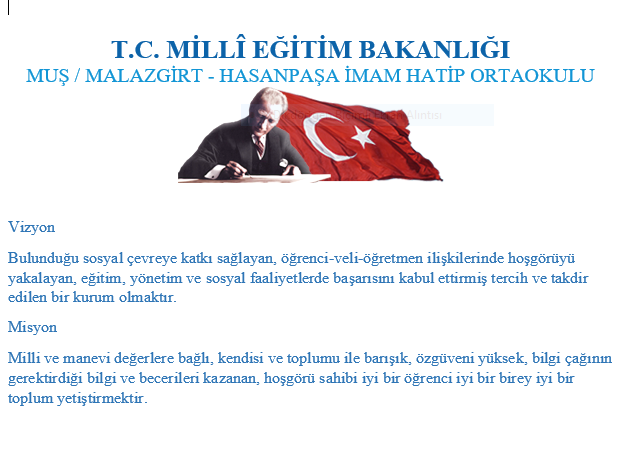 T.C. MİLLÎ EĞİTİM BAKANLIĞI
MUŞ / MALAZGİRT - HASANPAŞA İMAM HATİP ORTAOKULU
Alıntısı
Vizyon
Bulunduğu sosyal çevreye katkı sağlayan, öğrenci-veli-öğretmen ilişkilerinde hoşgörüyü
yakalayan, eğitim, yönetim ve sosyal faaliyetlerde başarısını kabul ettirmiş tercih ve takdir
edilen bir kurum olmaktır.
Misyon
Milli ve manevi değerlere bağlı, kendisi ve toplumu ile barışık, özgüveni yüksek, bilgi çağının
gerektirdiği bilgi ve becerileri kazanan, hoşgörü sahibi iyi bir öğrenci iyi bir birey iyi bir
toplum yetiştirmektir.